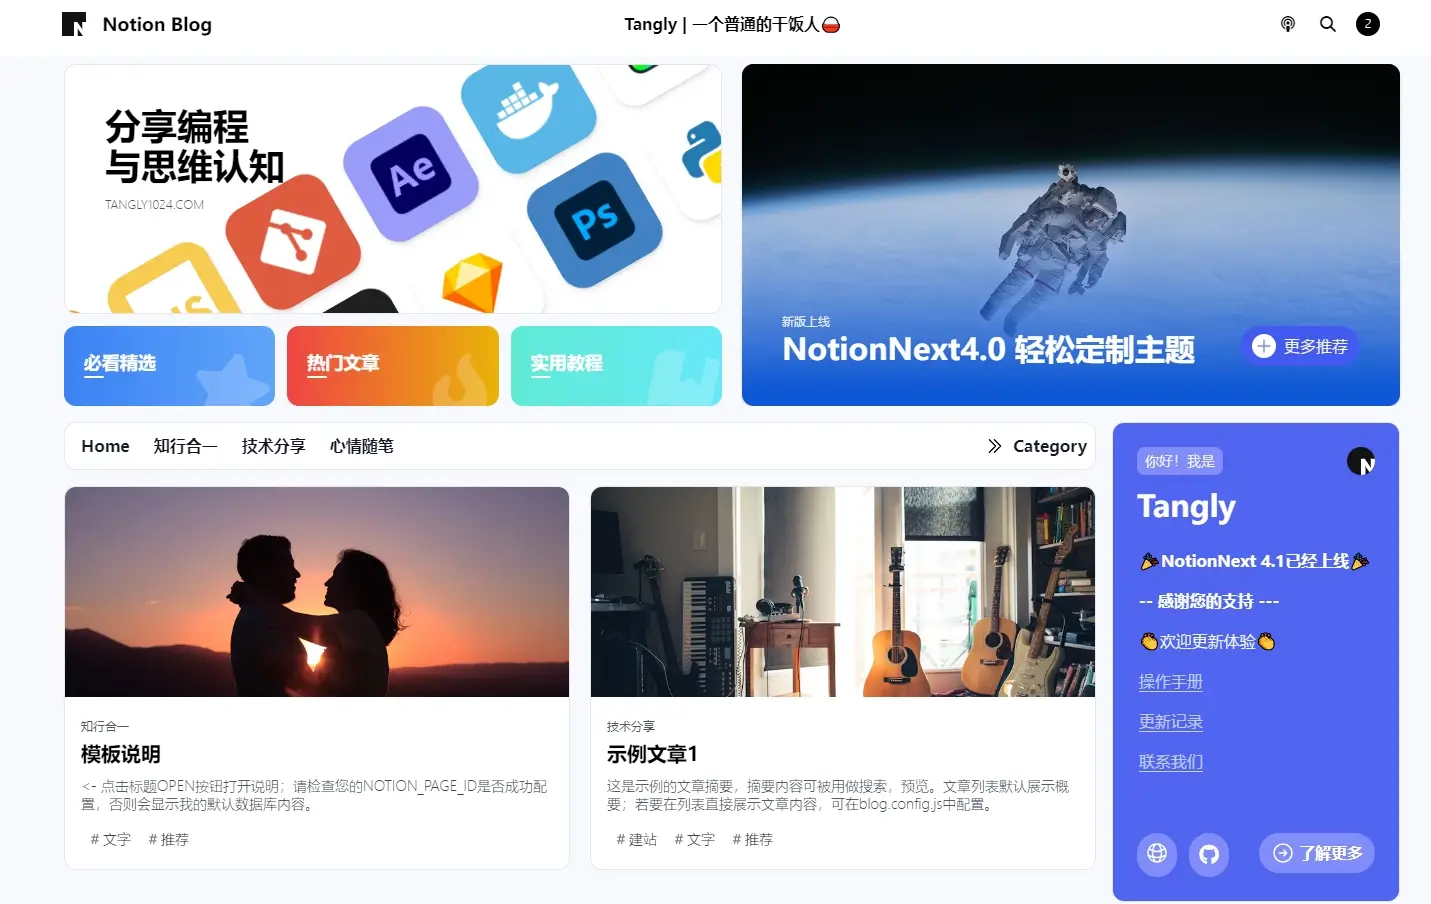 Notion Blog
Tangly | 一个普通的干饭人
2
分享编程
与思维认知
TANGLY1024.COM
JS
Ae
Ps
必看精选
热门文章
实用教程
新版上线
NotionNext4.0 轻松定制主题
更多推荐
Home 知行合一 技术分享 心情随笔
Category
知行合一
模板说明
<- 点击标题OPEN按钮打开说明；请检查您的NOTION_PAGE_ID是否成功配
置，否则会显示我的默认数据库内容。
# 文字 # 推荐
技术分享
示例文章1
这是示例的文章摘要，摘要内容可被用做搜索，预览。文章列表默认展示概
要；若要在列表直接展示文章内容，可在blog.config.js中配置。
# 建站 # 文字 # 推荐
你好！我是
N
Tangly
🎉NotionNext 4.1已经上线🎉
-- 感谢您的支持 ---
👏欢迎更新体验👏
操作手册
更新记录
联系我们
了解更多